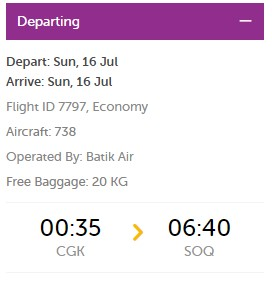 Departing
Depart: Sun, 16 Jul
Arrive: Sun, 16 Jul
Flight ID 7797, Economy
Aircraft: 738
Operated By: Batik Air
Free Baggage: 20 KG
00:35 06:40
CGK SOQ